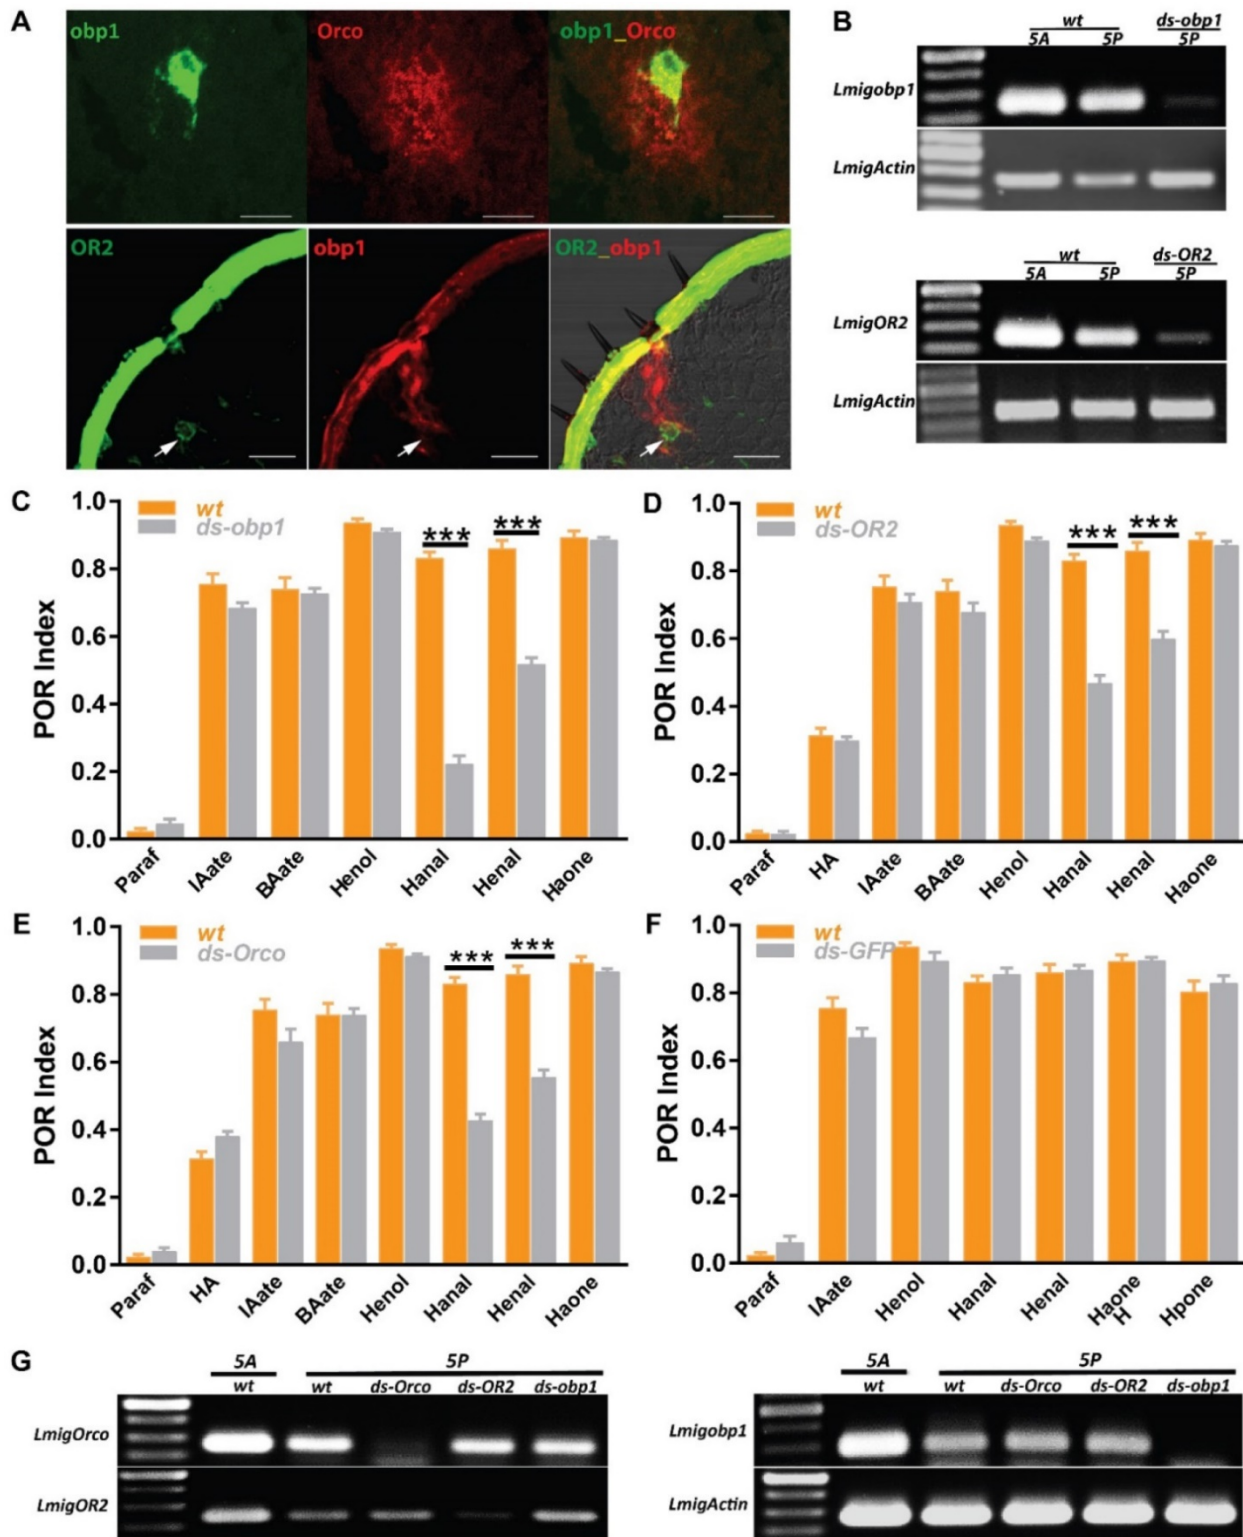 A
obp1
Orco
obp1_Orco
OR2
obp1
OR2_obp1
B
wt
ds-obp1
5A
5P
5P
Lmigobp1
LmigActin
wt
ds-OR2
5A
5P
5P
LmigOR2
LmigActin
C
wt
ds-obp1
***
***
POR Index
1.0
0.8
0.6
0.4
0.2
0.0
Paraf
IAate
BAate
Henol
Hanal
Henal
Haone
D
wt
ds-OR2
***
***
POR Index
1.0
0.8
0.6
0.4
0.2
0.0
Paraf
HA
IAate
BAate
Henol
Hanal
Henal
Haone
E
wt
ds-Orco
***
***
POR Index
1.0
0.8
0.6
0.4
0.2
0.0
Paraf
HA
IAate
BAate
Henol
Hanal
Henal
Haone
F
wt
ds-GFP
POR Index
1.0
0.8
0.6
0.4
0.2
0.0
Paraf
IAate
Henol
Hanal
Henal
Haone
H
Hpone
G
5A
5P
wt
wt
ds-Orco
ds-OR2
ds-obp1
LmigOrco
LmigOR2
5A
5P
wt
wt
ds-Orco
ds-OR2
ds-obp1
Lmigobp1
LmigActin